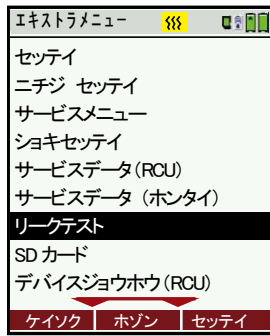 エキストラメニュー
セッテイ
ニチジ セッテイ
サービスメニュー
ショキセッテイ
サービスデータ(RCU)
サービスデータ (ホンタイ)
リークテスト
SD カード
デバイスジョウホウ(RCU)
ケイソク ホゾン セッテイ